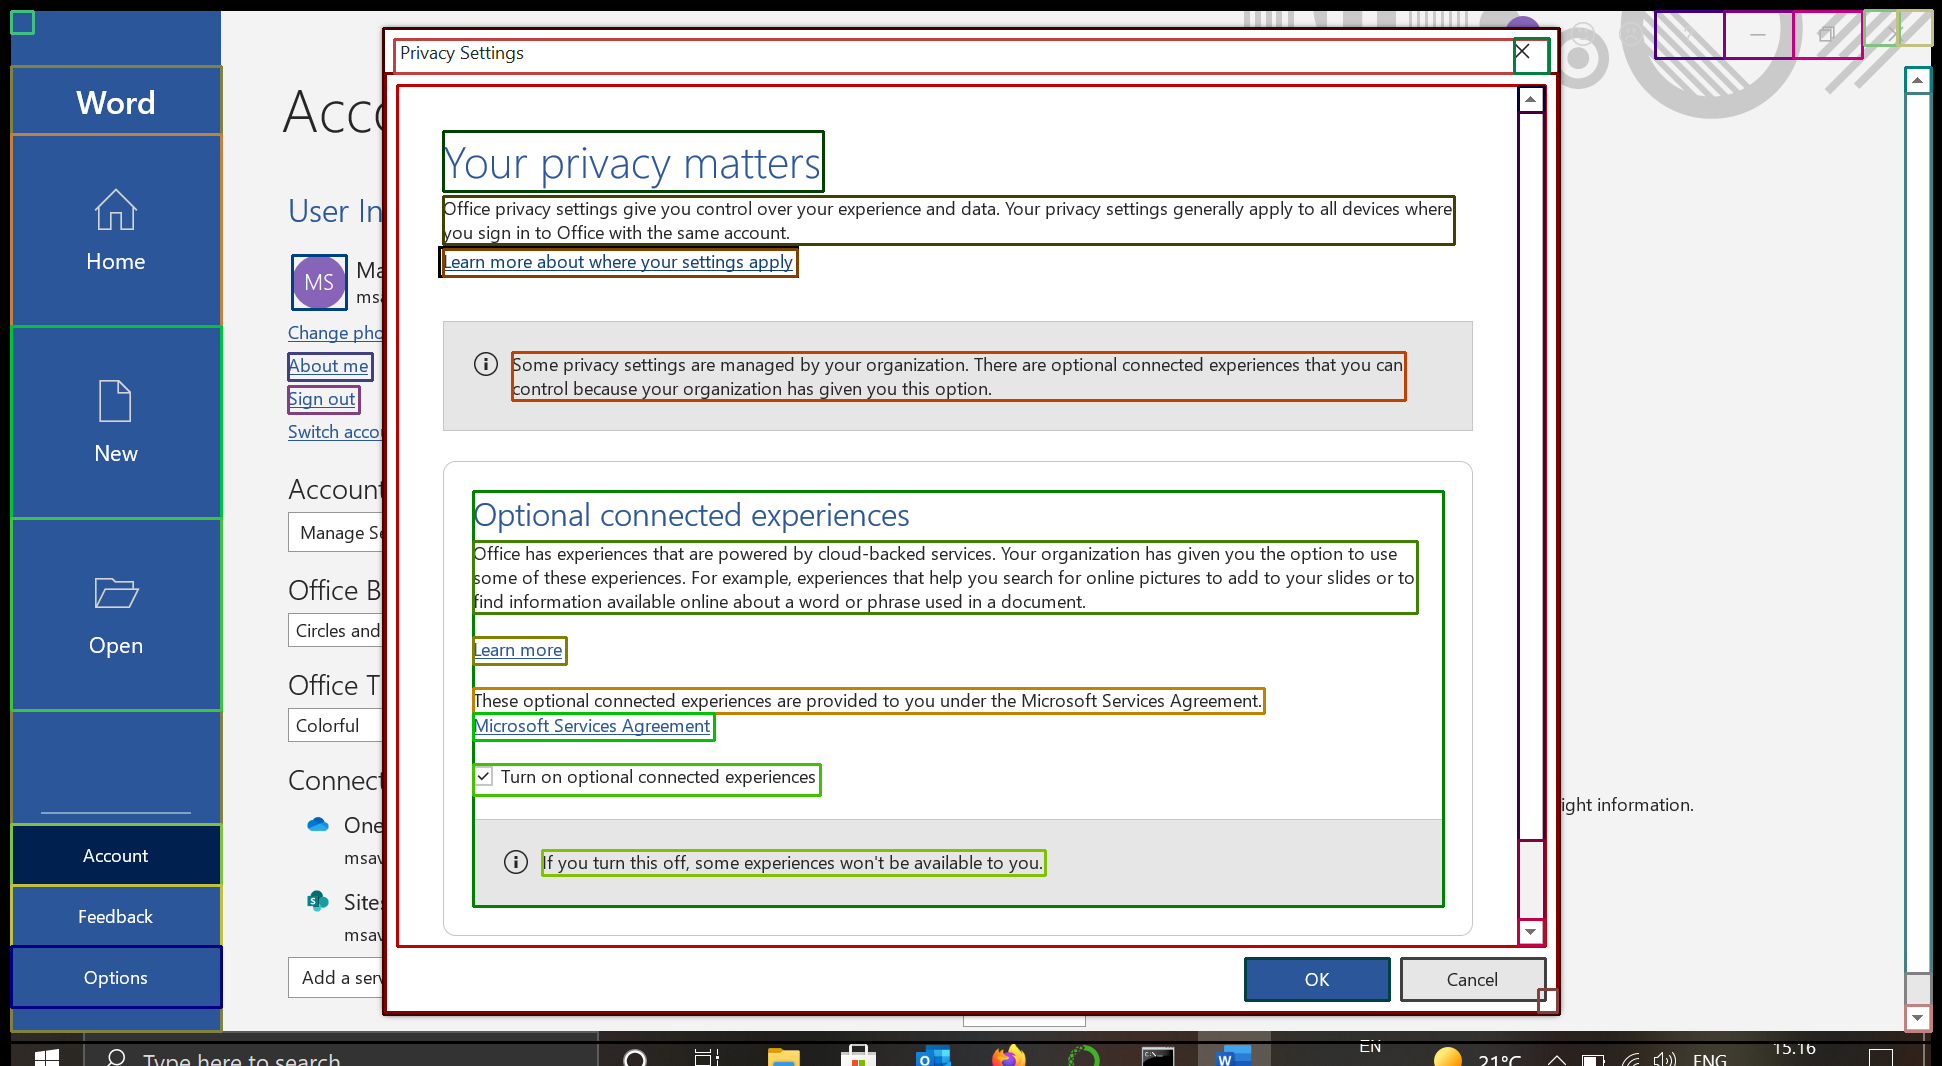 Privacy Settings
Word
Home
New
Open
Account
Feedback
Options
User In
MS
Change pho
About me
Sign out
Switch acco
Account
Manage Se
Office B
Circles and
Office T
Colorful
Connect
One
msav
Sites
msav
Add a serv
Your privacy matters
Office privacy settings give you control over your experience and data. Your privacy settings generally apply to all devices where
you sign in to Office with the same account.
Learn more about where your settings apply
Some privacy settings are managed by your organization. There are optional connected experiences that you can
control because your organization has given you this option.
Optional connected experiences
Office has experiences that are powered by cloud-backed services. Your organization has given you the option to use
some of these experiences. For example, experiences that help you search for online pictures to add to your slides or to
find information available online about a word or phrase used in a document.
Learn more
These optional connected experiences are provided to you under the Microsoft Services Agreement.
Microsoft Services Agreement
Turn on optional connected experiences
If you turn this off, some experiences won't be available to you.
OK
Cancel
ight information.
Type here to search
EN
21°C
ENG
15.16